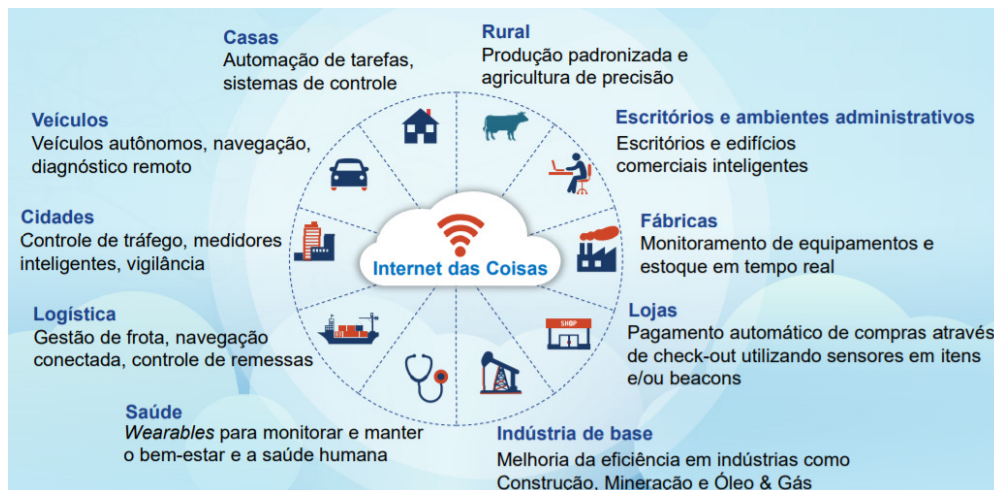 Casas
Automação de tarefas,
sistemas de controle
Rural
Produção padronizada e
agricultura de precisão
Veículos
Veículos autônomos, navegação,
diagnóstico remoto
Escritórios e ambientes administrativos
Escritórios e edifícios
comerciais inteligentes
Cidades
Controle de tráfego, medidores
inteligentes, vigilância
Internet das Coisas
Fábricas
Monitoramento de equipamentos e
estoque em tempo real
Logística
Gestão de frota, navegação
conectada, controle de remessas
SHOP
Lojas
Pagamento automático de compras através
de check-out utilizando sensores em itens
e/ou beacons
Saúde
Wearables para monitorar e manter
o bem-estar e a saúde humana
Indústria de base
Melhoria da eficiência em indústrias como
Construção, Mineração e Óleo & Gás